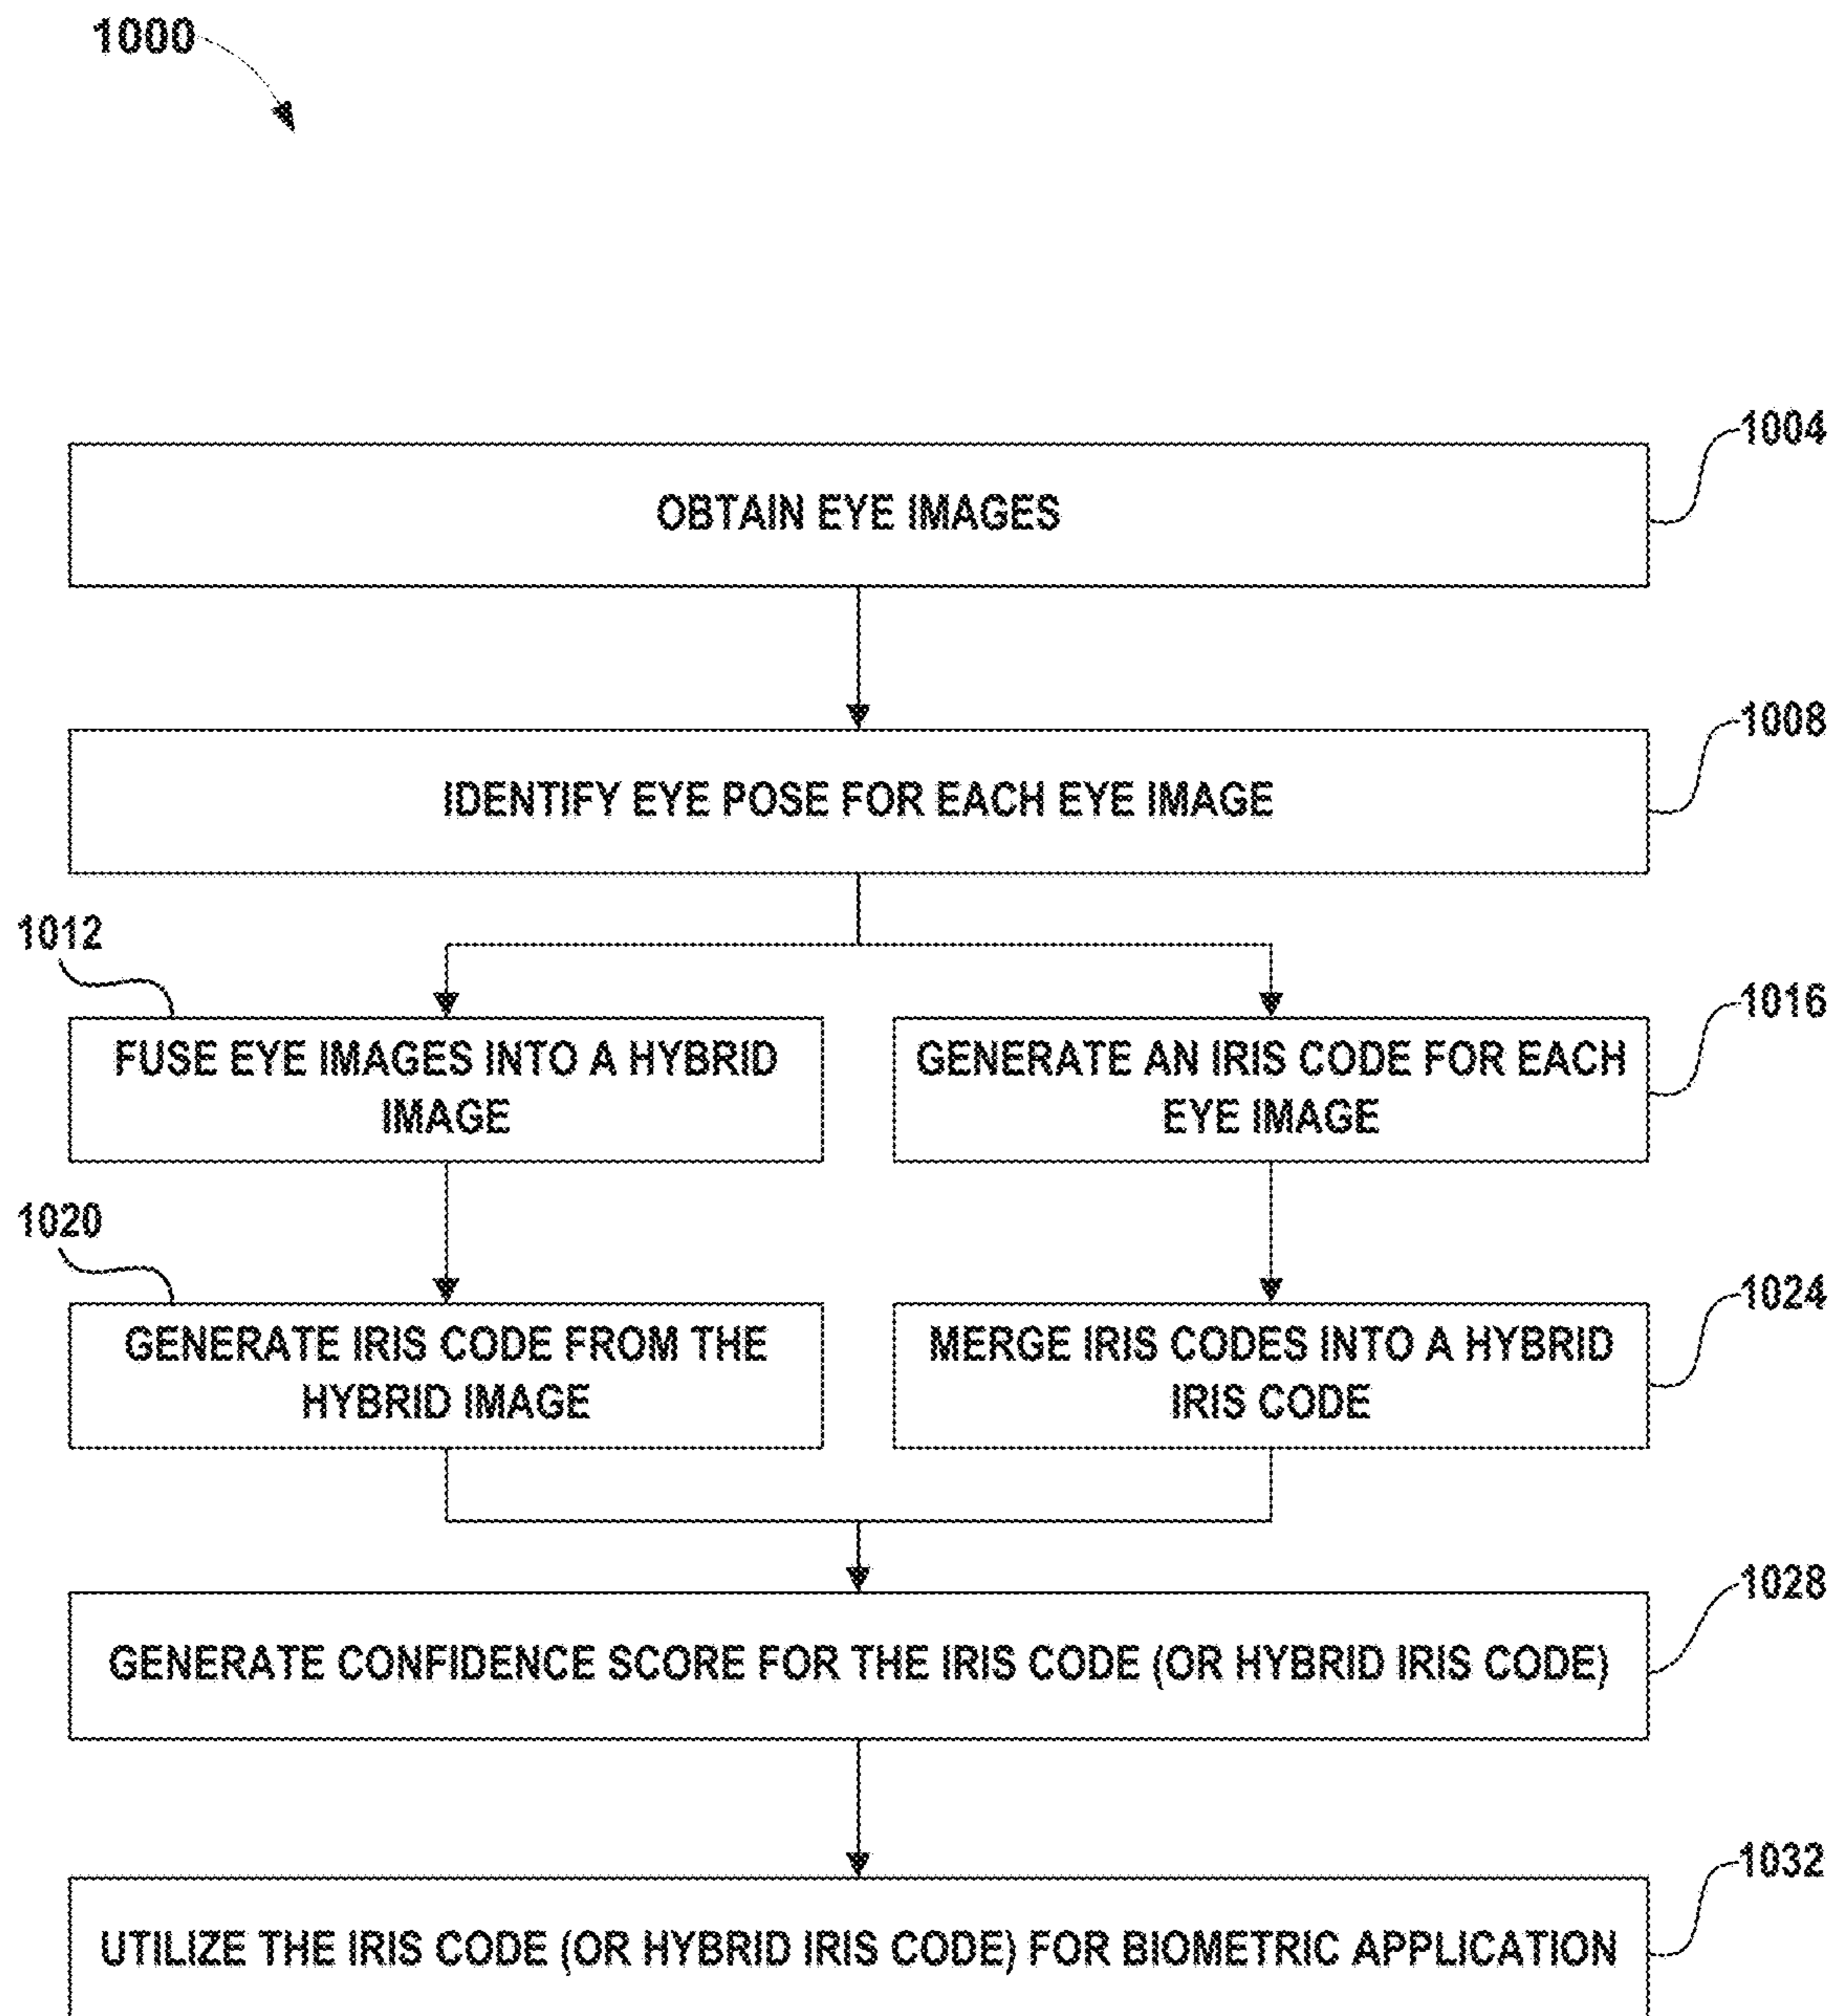 1000
1004
OBTAIN EYE IMAGES
1008
IDENTIFY EYE POSE FOR EACH EYE IMAGE
1012
FUSE EYE IMAGES INTO A HYBRID
IMAGE
1016
GENERATE AN IRIS CODE FOR EACH
EYE IMAGE
1020
GENERATE IRIS CODE FROM THE
HYBRID IMAGE
1024
MERGE IRIS CODES INTO A HYBRID
IRIS CODE
1028
GENERATE CONFIDENCE SCORE FOR THE IRIS CODE (OR HYBRID IRIS CODE)
1032
UTILIZE THE IRIS CODE (OR HYBRID IRIS CODE) FOR BIOMETRIC APPLICATION